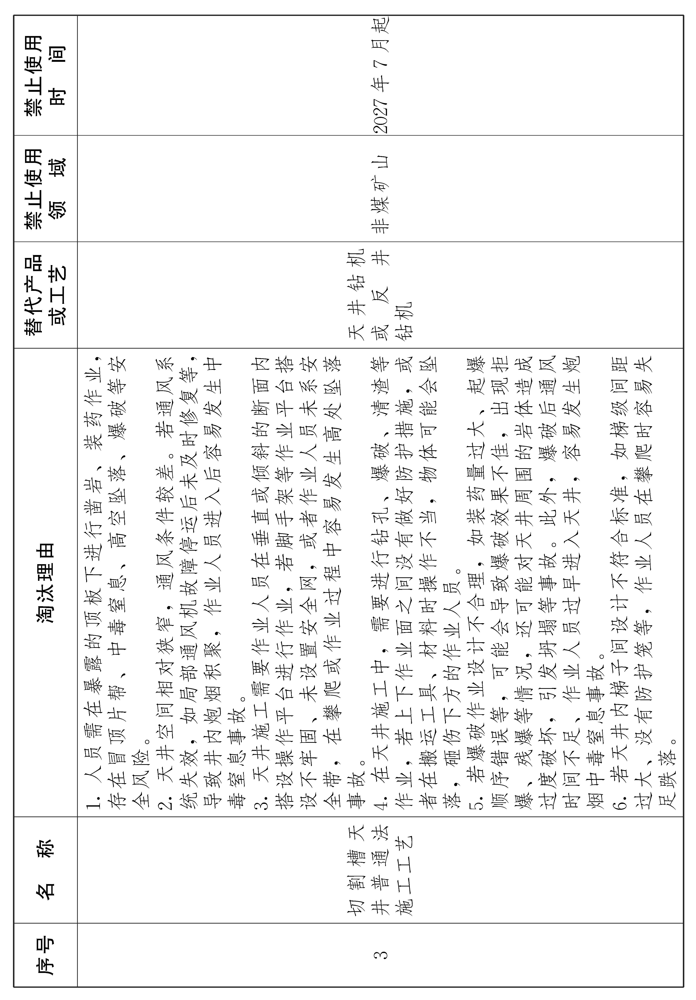 序号
名 称
淘汰理由
替代产品
或工艺
禁止使用
领 域
禁止使用
时 间
3
切割槽天
井普通法
施工工艺
1. 人员需在暴露的顶板下进行凿岩、装药作业，
存在冒顶片帮、中毒窒息、高空坠落、爆破等安
全风险。
2. 天井空间相对狭窄，通风条件较差。若通风系
统失效，如局部通风机故障停运后未及时修复等，
导致井内炮烟积聚，作业人员进入后容易发生中
毒窒息事故。
3. 天井施工需要作业人员在垂直或倾斜的断面内
搭设操作平台进行作业，若脚手架等作业平台搭
设不牢固、未设置安全网，或者作业人员未系安
全带，在攀爬或作业过程中容易发生高处坠落
事故。
4. 在天井施工中，需要进行钻孔、爆破、清渣等
作业，若上下作业面之间没有做好防护措施，或
者在搬运工具、材料时操作不当，物体可能会坠
落，砸伤下方的作业人员。
5. 若爆破作业设计不合理，如装药量过大、起爆
顺序错误等，可能会导致爆破效果不佳，出现拒
爆、残爆等情况，还可能对天井周围的岩体造成
过度破坏，引发坍塌等事故。此外，爆破后通风
时间不足、作业人员过早进入天井，容易发生炮
烟中毒窒息事故。
6. 若天井内梯子间设计不符合标准，如梯级间距
过大、没有防护笼等，作业人员在攀爬时容易失
足跌落。
天井钻机
或反井
钻机
非煤矿山
2027 年 7 月起